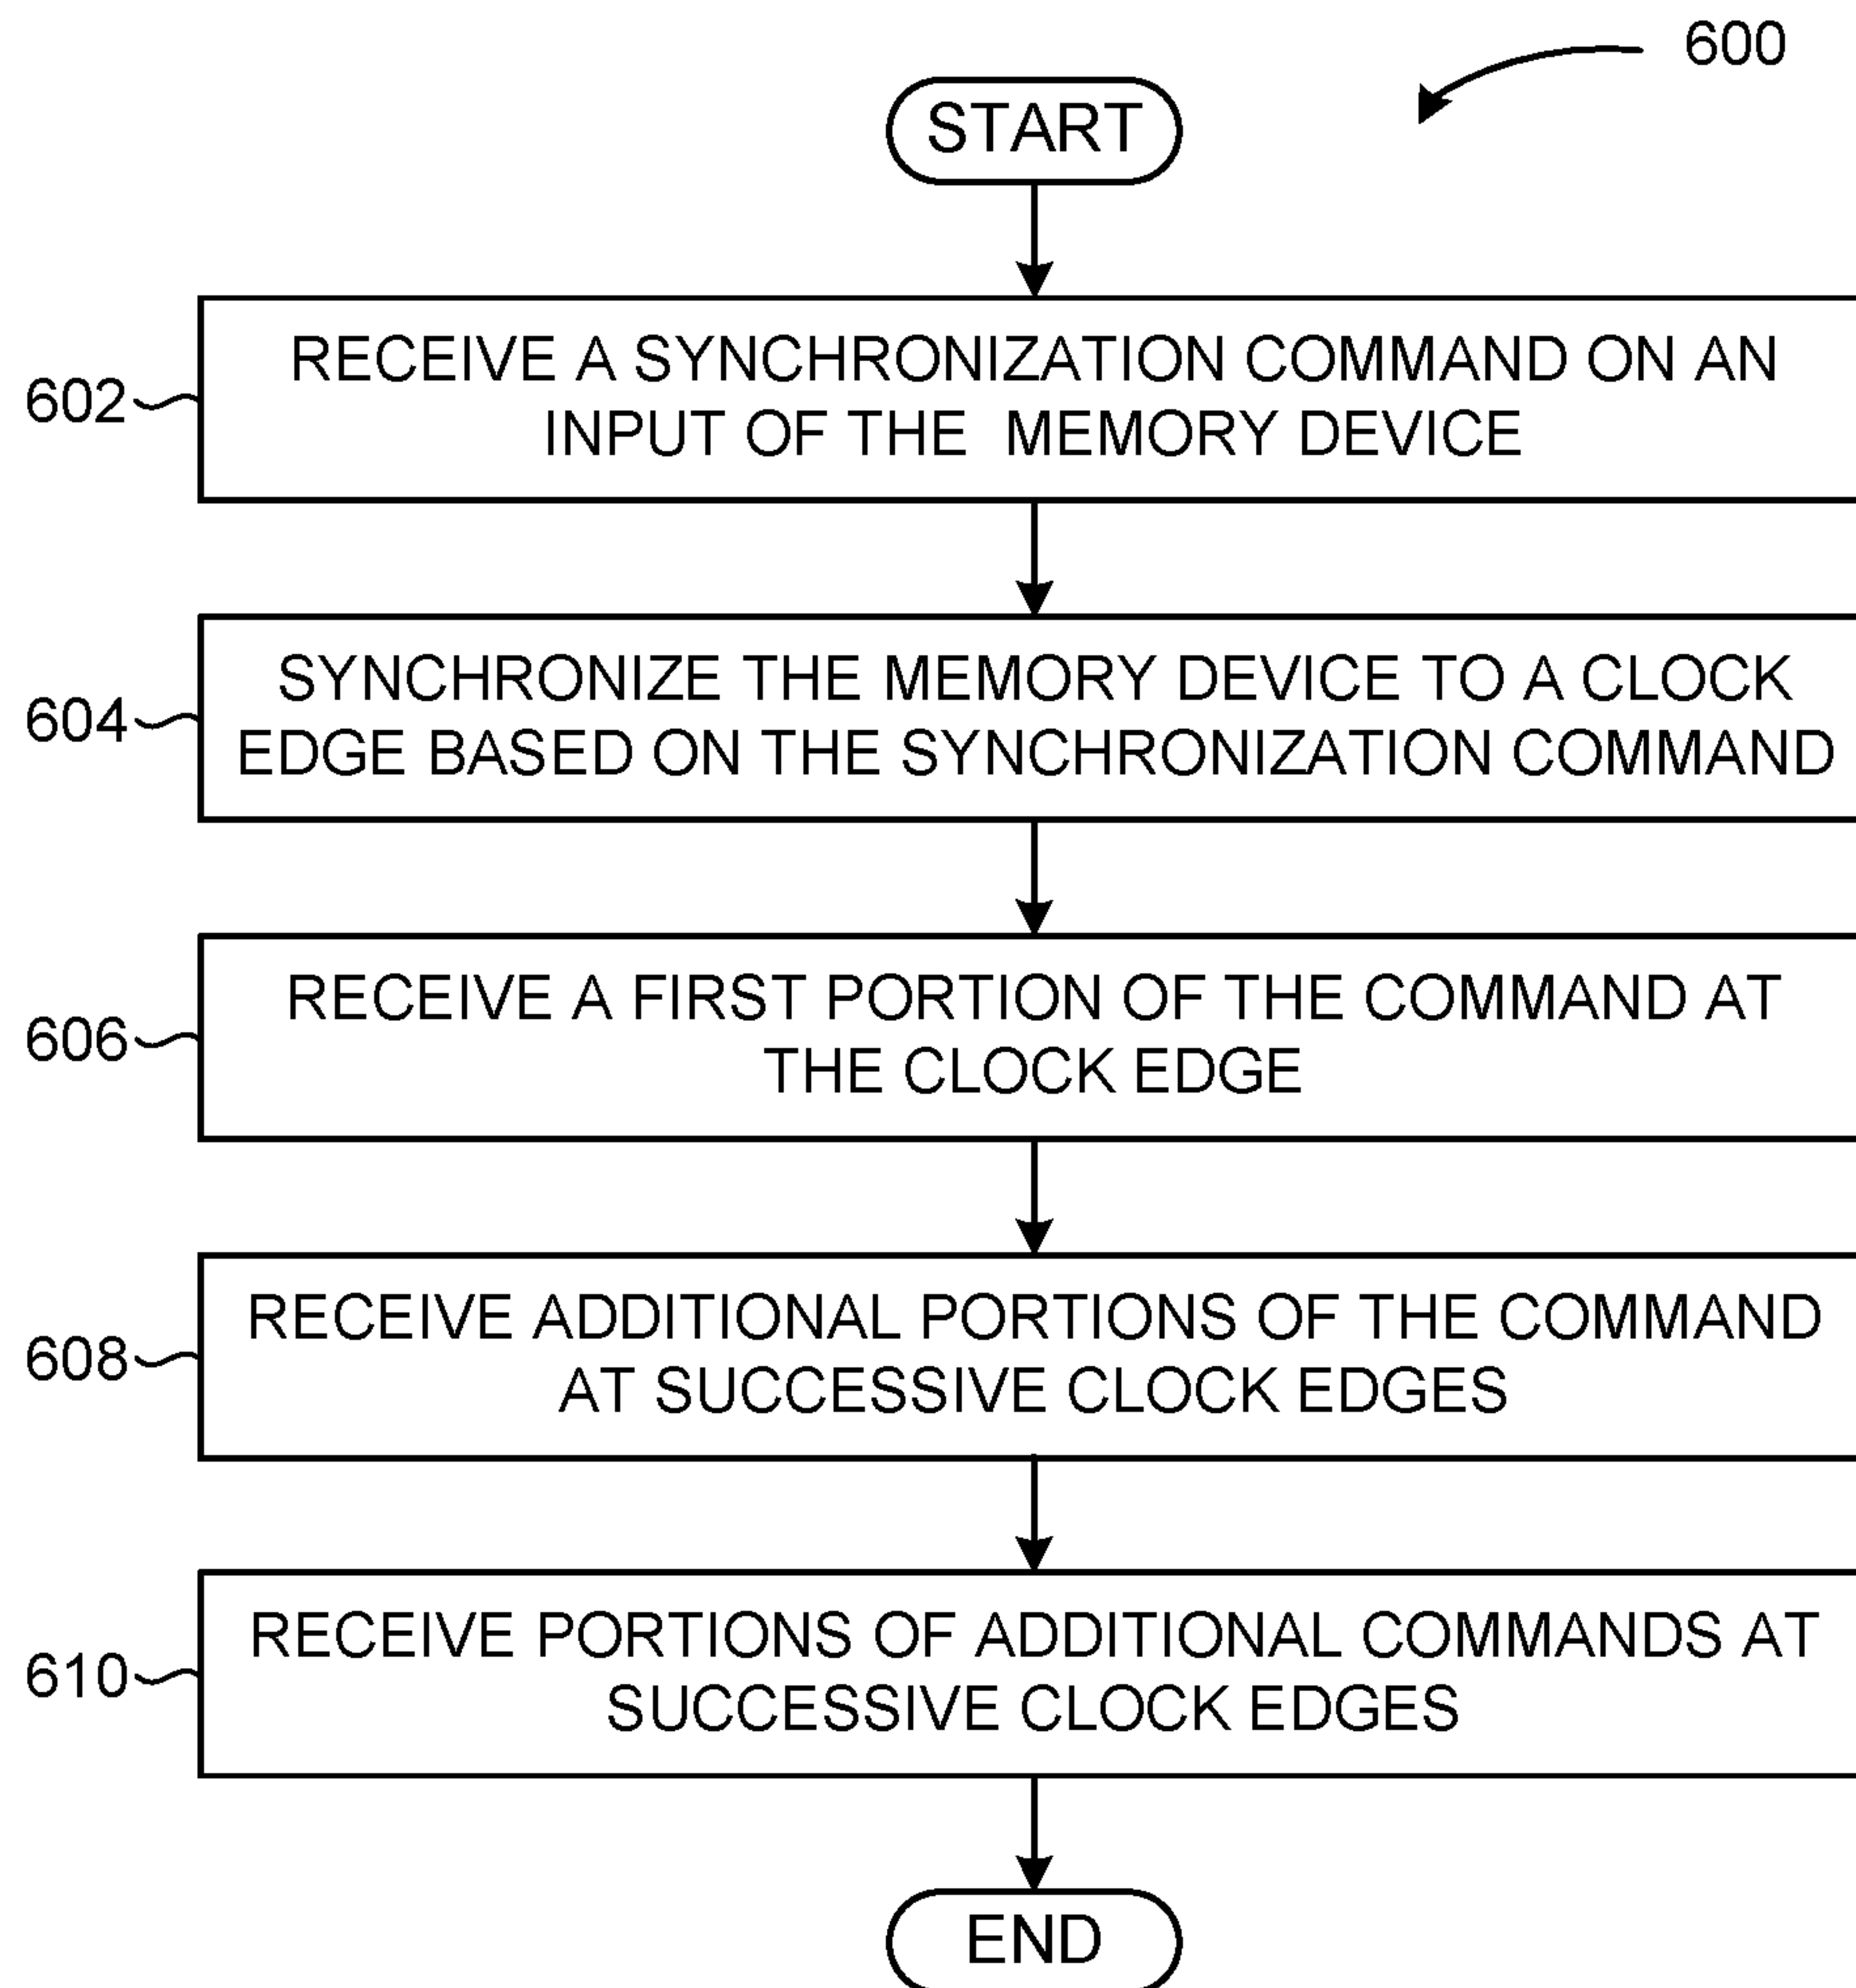 600
START
RECEIVE A SYNCHRONIZATION COMMAND ON AN
INPUT OF THE MEMORY DEVICE
602
SYNCHRONIZE THE MEMORY DEVICE TO A CLOCK
EDGE BASED ON THE SYNCHRONIZATION COMMAND
604
RECEIVE A FIRST PORTION OF THE COMMAND AT
THE CLOCK EDGE
606
RECEIVE ADDITIONAL PORTIONS OF THE COMMAND
AT SUCCESSIVE CLOCK EDGES
608
RECEIVE PORTIONS OF ADDITIONAL COMMANDS AT
SUCCESSIVE CLOCK EDGES
610
END